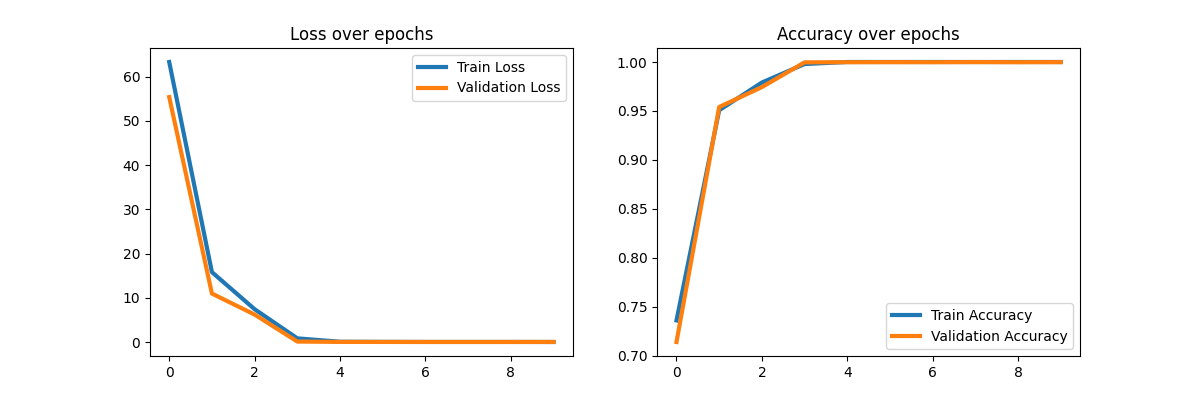 Loss over epochs
60
50
40
30
20
10
0
0 2 4 6 8
Train Loss
Validation Loss
Accuracy over epochs
1.00
0.95
0.90
0.85
0.80
0.75
0.70
0 2 4 6 8
Train Accuracy
Validation Accuracy